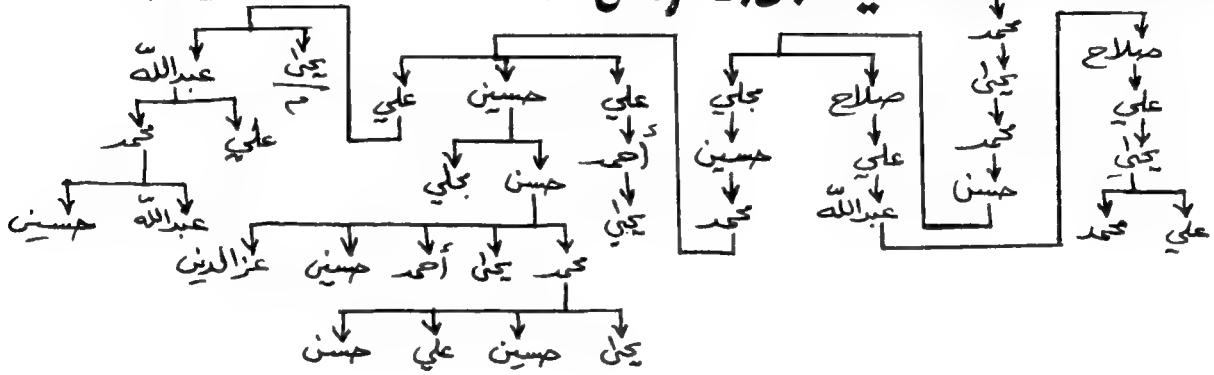 محمد
صلاح
يحيى
عبدالله
يحيى
م
علي
علي
حسين
علي
مجلي
صلاح
محمد
يحيى
محمد
علي
أحمد
حسين
علي
حسن
علي
محمد
مجلي
حسن
يحيى
محمد
عبدالله
حسين
عبدالله
محمد
يحيى
أحمد
حسين
عزالدين
يحيى
حسين
علي
حسن